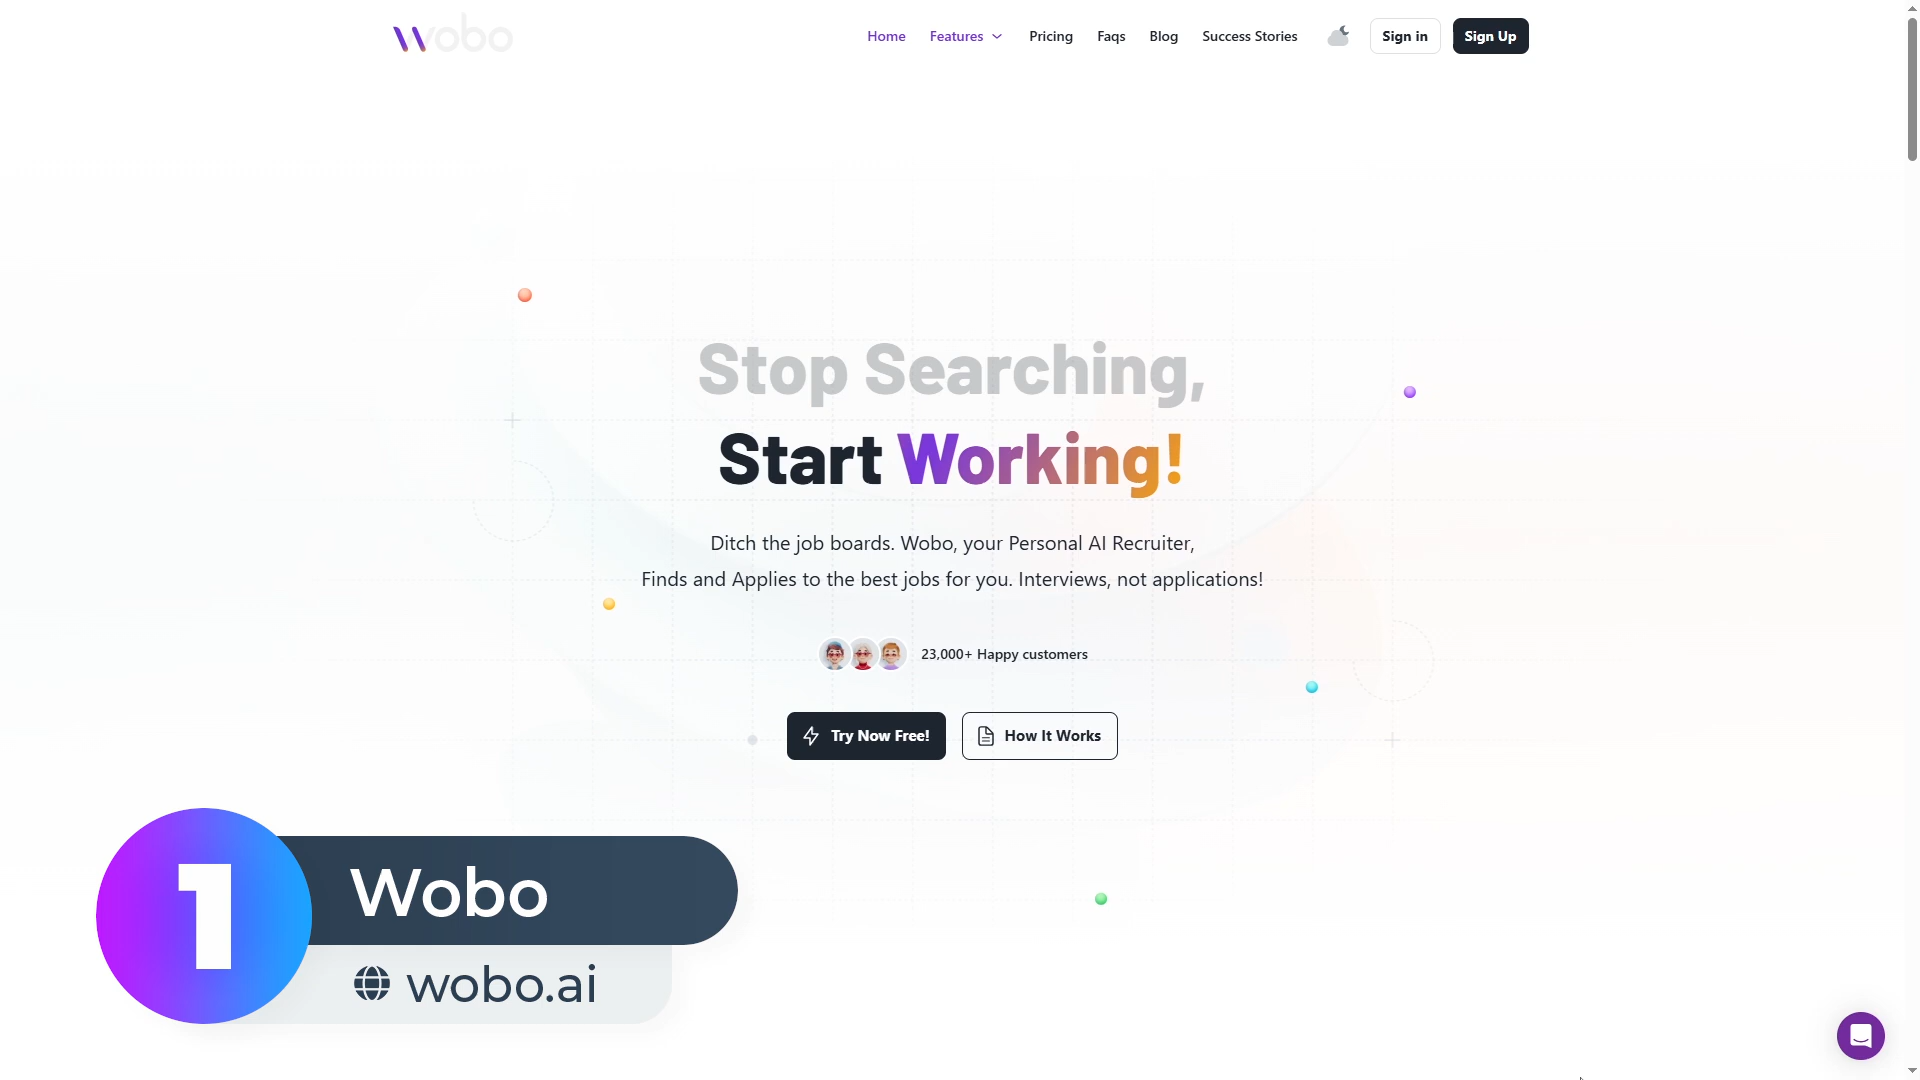 wobo
Home
Features
Pricing
Faqs
Blog
Success Stories
Sign in
Sign Up
Stop Searching,
Start Working!
Ditch the job boards. Wobo, your Personal AI Recruiter,
Finds and Applies to the best jobs for you. Interviews, not applications!
23,000+ Happy customers
Try Now Free!
How It Works
1
Wobo
wobo.ai